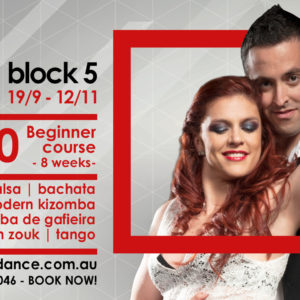 block 5
19/9 - 12/11
0 Beginner
course
- 8 weeks-
alsa | bachata
odern kizomba
ba de gafieira
n zouk | tango
dance.com.au
046 - BOOK NOW!